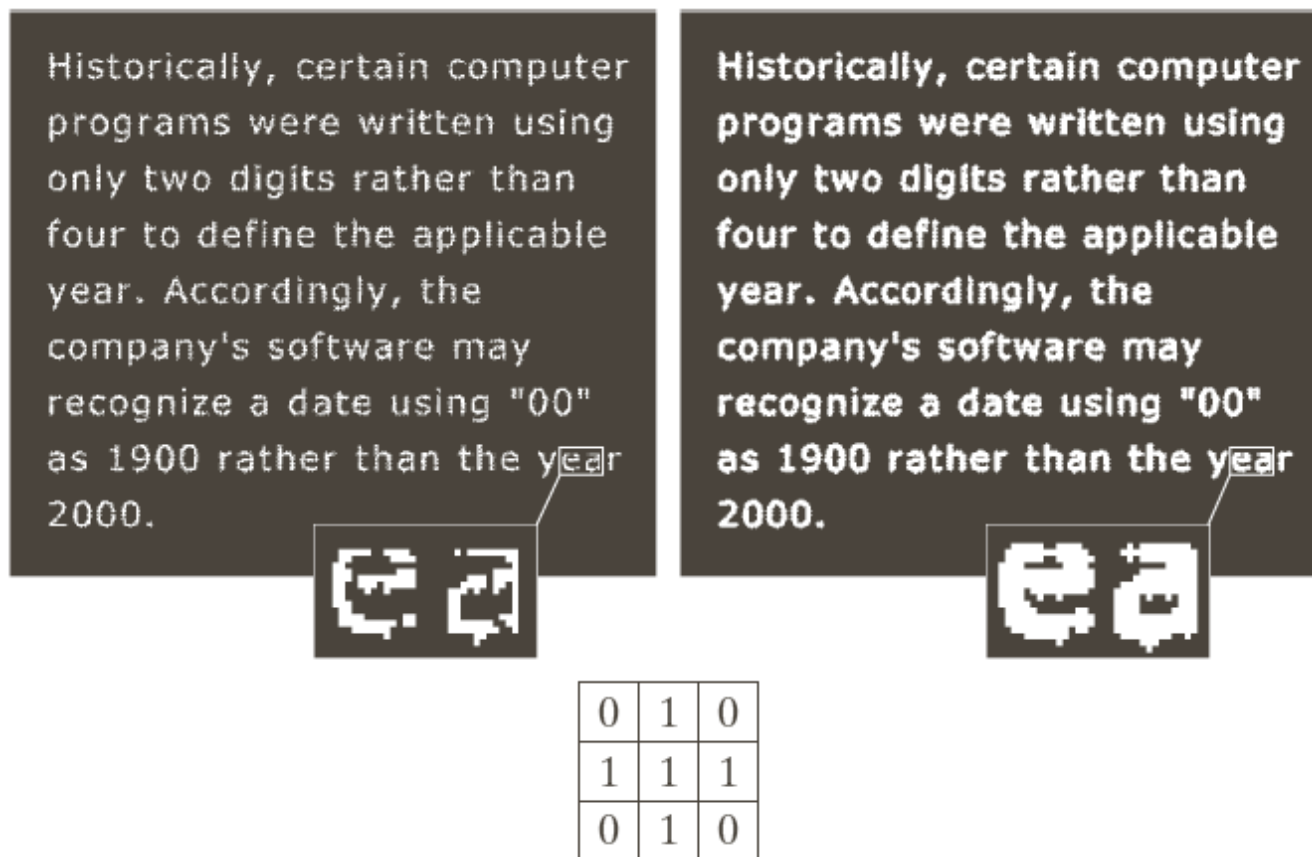 Historically, certain computer
programs were written using
only two digits rather than
four to define the applicable
year. Accordingly, the
company's software may
recognize a date using "00"
as 1900 rather than the year
2000.
e a
Historically, certain computer
programs were written using
only two digits rather than
four to define the applicable
year. Accordingly, the
company's software may
recognize a date using "00"
as 1900 rather than the year
2000.
e a
0 1 0
1 1 1
0 1 0